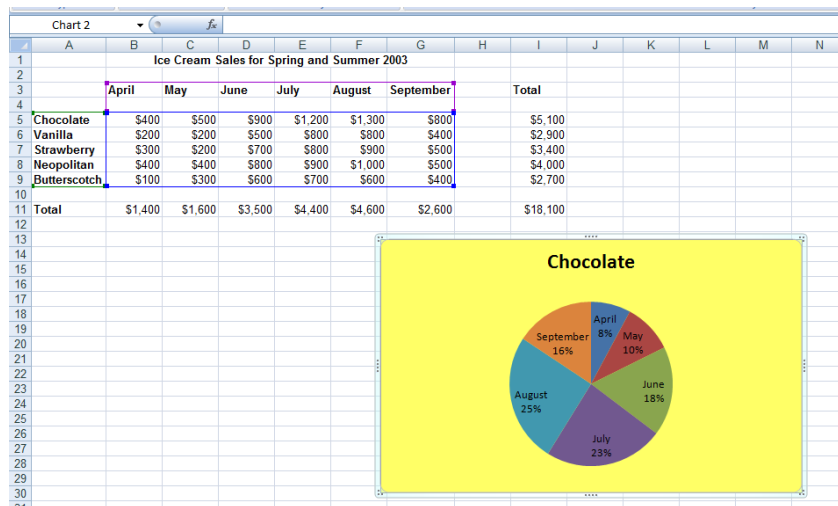 Chart 2 fx
A B C D E F G H I J K L M N
1 Ice Cream Sales for Spring and Summer 2003
2
3 April May June July August September Total
4
5 Chocolate $400 $500 $900 $1,200 $1,300 $800 $5,100
6 Vanilla $200 $200 $500 $800 $800 $400 $2,900
7 Strawberry $300 $200 $700 $800 $900 $500 $3,400
8 Neopolitan $400 $400 $800 $900 $1,000 $500 $4,000
9 Butterscotch $100 $300 $600 $700 $600 $400 $2,700
10
11 Total $1,400 $1,600 $3,500 $4,400 $4,600 $2,600 $18,100
12
13
14
15
16
17
18
19
20
21
22
23
24
25
26
27
28
29
30
Chocolate
April
8%
May
10%
June
18%
July
23%
August
25%
September
16%